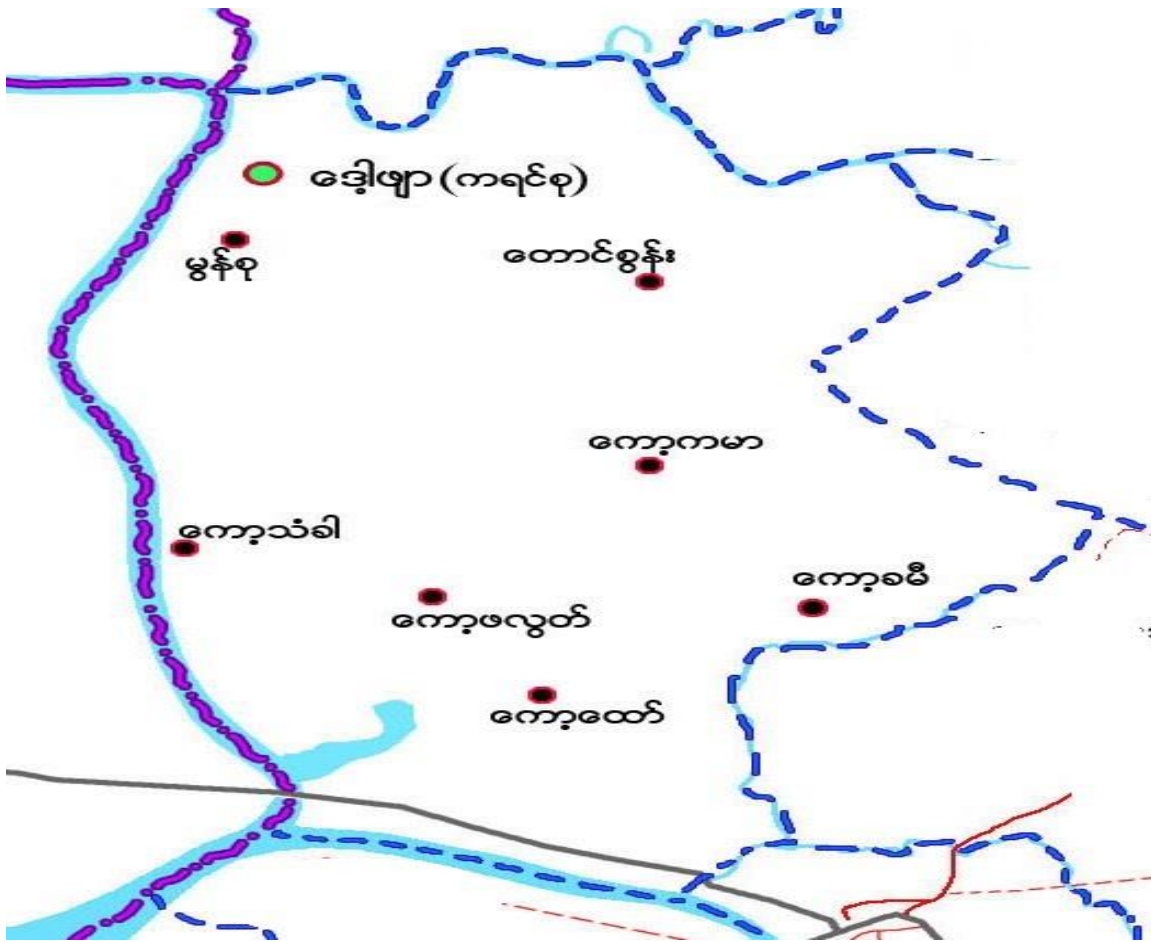 ဒေါ့ဖျာ (ကရင်စု)
မွန်စု
တောင်စွန်း
ကော့ကမာ
ကော့သံခါ
ကော့ခမီ
ကော့ဖလွတ်
ကော့ထော်